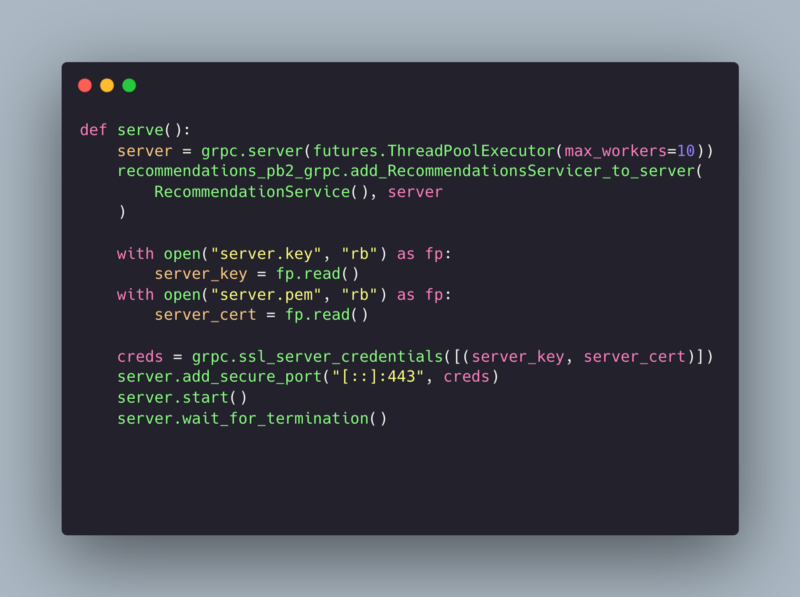 def serve():
    server = grpc.server(futures.ThreadPoolExecutor(max_workers=10))
    recommendations_pb2_grpc.add_RecommendationsServicer_to_server(
        RecommendationService(), server
    )

    with open("server.key", "rb") as fp:
        server_key = fp.read()
    with open("server.pem", "rb") as fp:
        server_cert = fp.read()

    creds = grpc.ssl_server_credentials([(server_key, server_cert)])
    server.add_secure_port("[::]:443", creds)
    server.start()
    server.wait_for_termination()